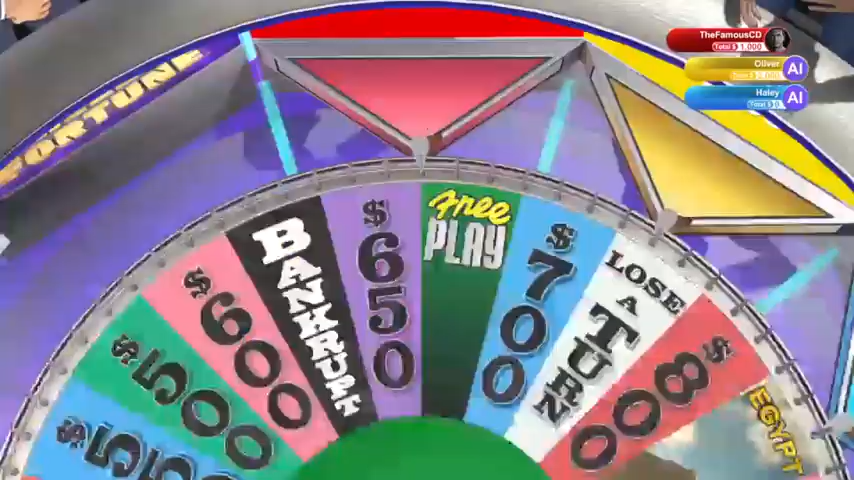 FORTUNE
TheFamousCD
Total $ 1,000
Oliver
AI
Haley
Total $ 0
AI
$500
$600
BANKRUPT
$650
Free
PLAY
$700
LOSE
A
TURN
$800
EGYPT